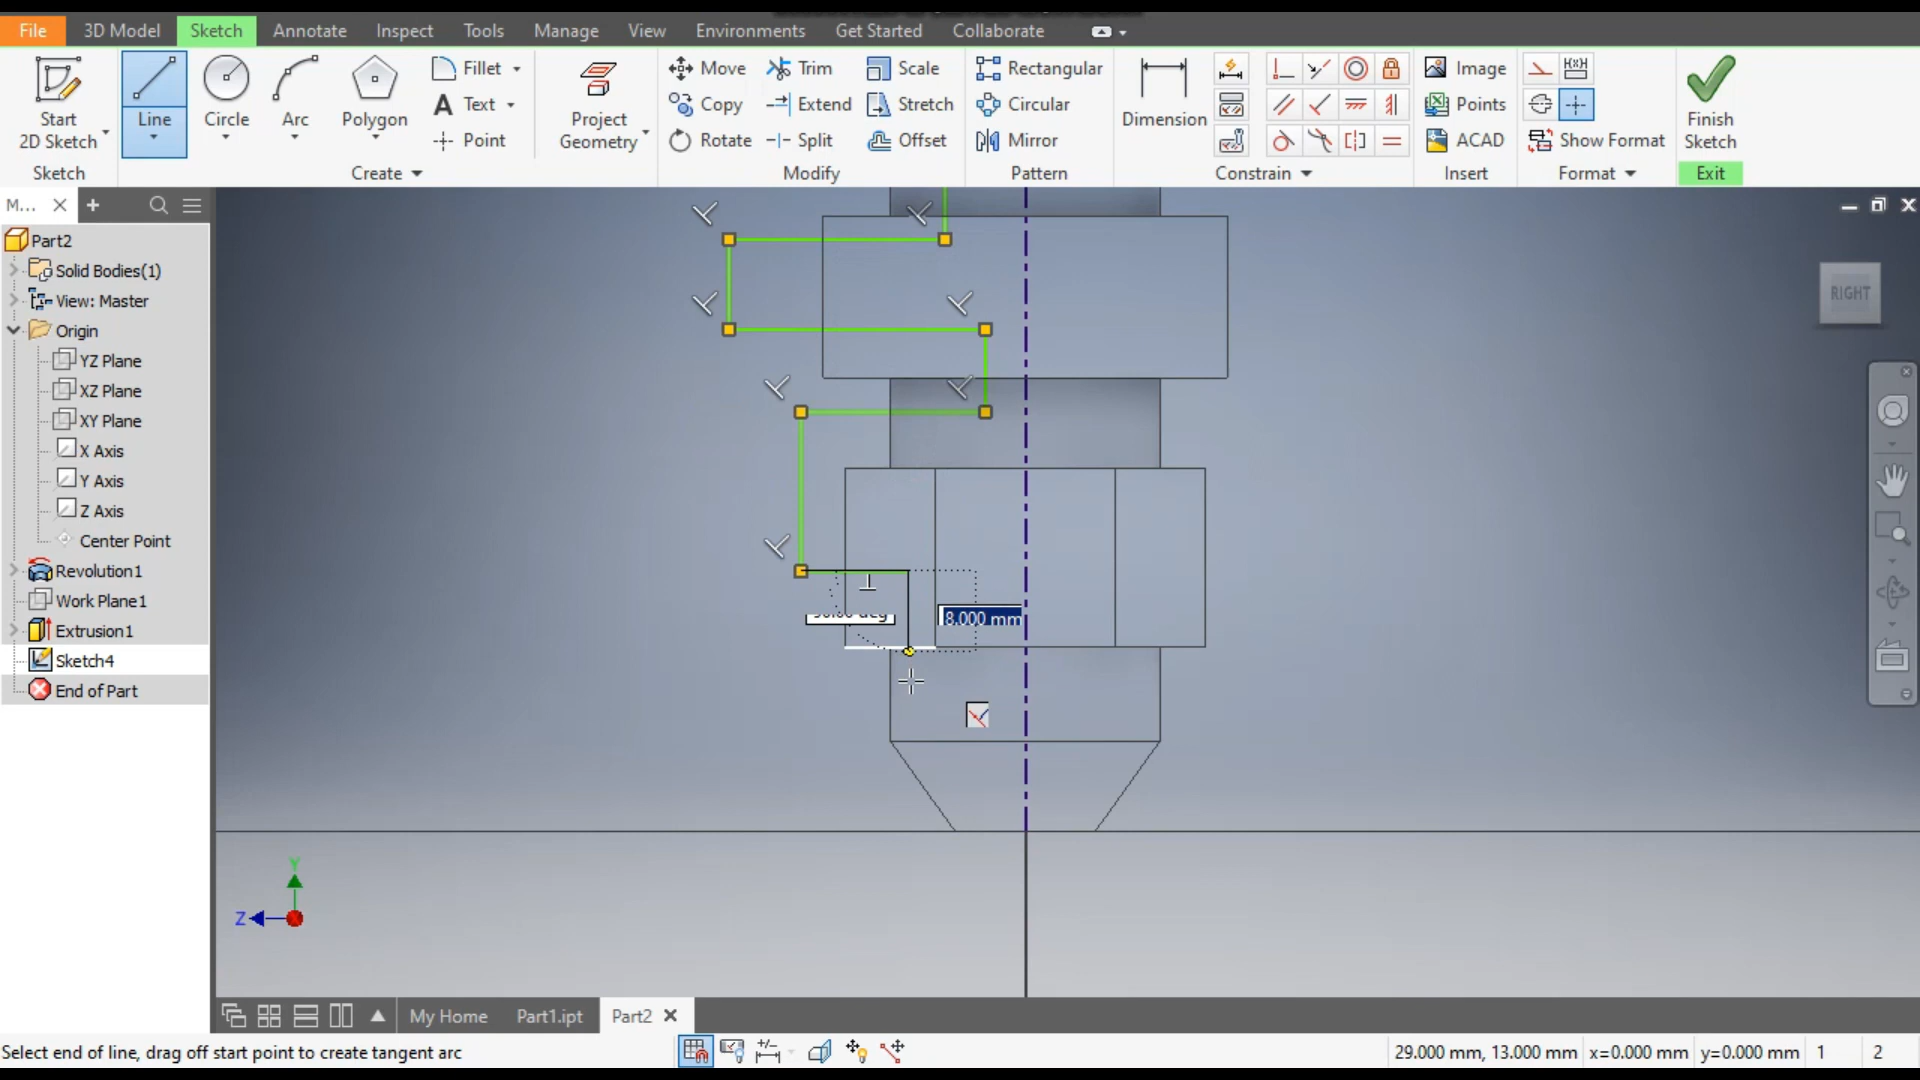 File 3D Model Sketch Annotate Inspect Tools Manage View Environments Get Started Collaborate
Start 2D Sketch
Line
Circle
Arc
Polygon
Fillet
Text
Point
Project Geometry
Move
Copy
Rotate
Trim
Extend
Split
Scale
Stretch
Offset
Rectangular
Circular
Mirror
Dimension
Image
Points
ACAD
Show Format
Finish Sketch
Sketch Create Modify Pattern Constrain Insert Format Exit
M...
Part2
Solid Bodies(1)
View: Master
Origin
YZ Plane
XZ Plane
XY Plane
X Axis
Y Axis
Z Axis
Center Point
Revolution1
Work Plane1
Extrusion1
Sketch4
End of Part
RIGHT
8.000 mm
Y
Z
My Home Part1.ipt Part2
Select end of line, drag off start point to create tangent arc
29.000 mm, 13.000 mm x=0.000 mm y=0.000 mm 1 2